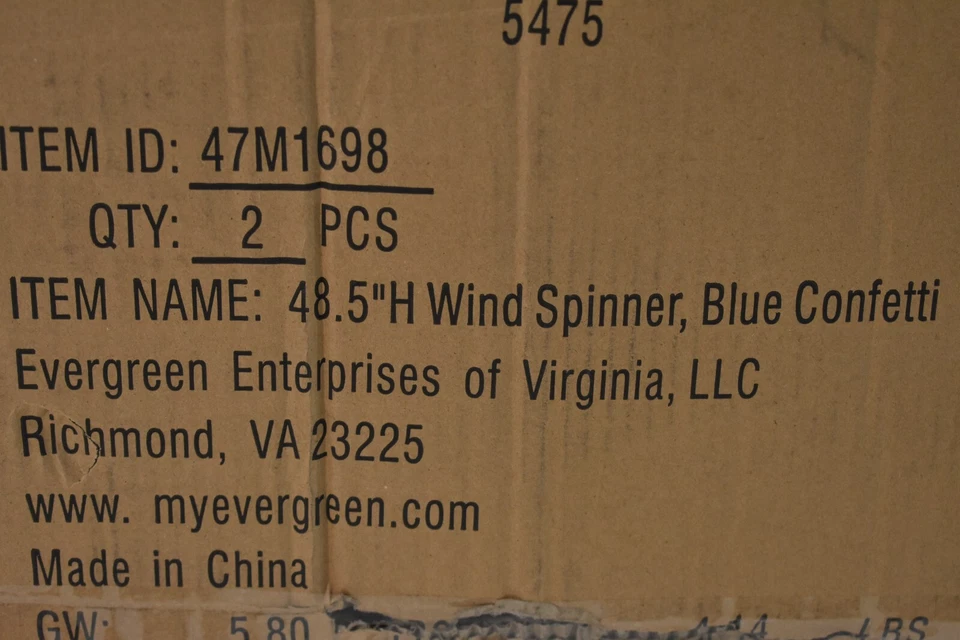 5475
ITEM ID: 47M1698
QTY: 2 PCS
ITEM NAME: 48.5"H Wind Spinner, Blue Confetti
Evergreen Enterprises of Virginia, LLC
Richmond, VA 23225
www. myevergreen.com
Made in China
GW: 5.80 LBS